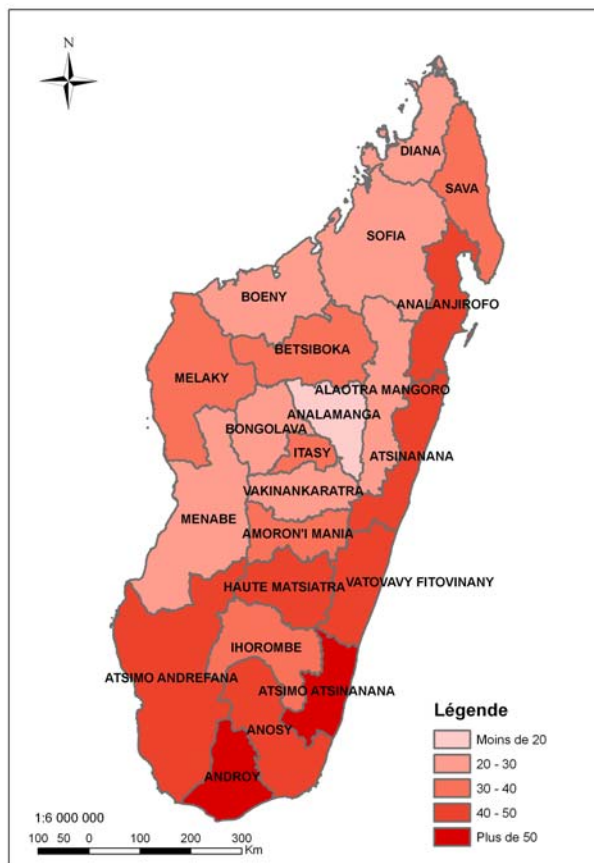 N
DIANA
SAVA
SOFIA
BOENY
ANALANJIROFO
BETSIBOKA
MELAKY
ALAOTRA MANGORO
ANALAMANGA
BONGOLAVA
ATSINANANA
ITASY
VAKINANKARATRA
MENABE
AMORON'I MANIA
HAUTE MATSIATRA
VATOVAVY FITOVINANY
IHOROMBE
ATSIMO ANDREFANA
ATSIMO ATSINANANA
ANOSY
ANDROY
Légende
Moins de 20
20 - 30
30 - 40
40 - 50
Plus de 50
1:6 000 000
100 50 0 100 200 300
Km